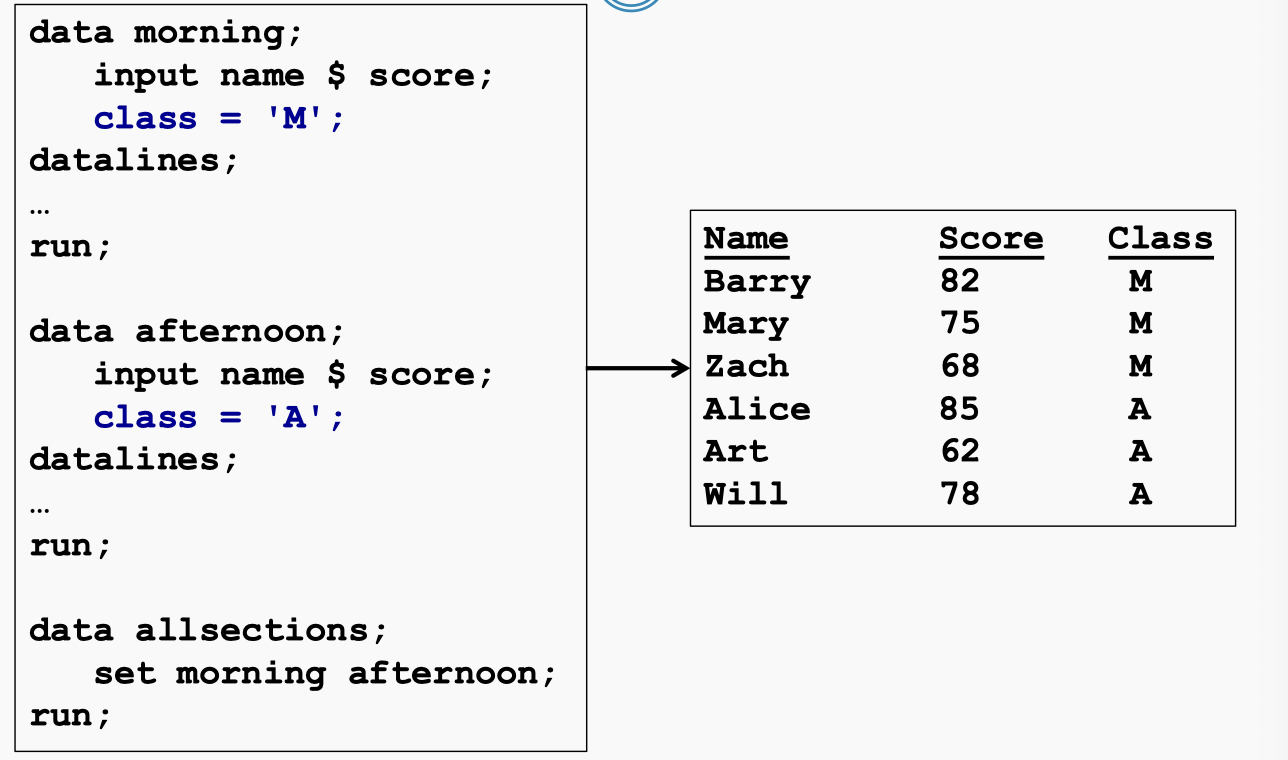 data morning;
input name $ score;
class = 'M';
datalines;
…
run;
data afternoon;
input name $ score;
class = 'A';
datalines;
…
run;
data allsections;
set morning afternoon;
run;
Name Score Class
Barry 82 M
Mary 75 M
Zach 68 M
Alice 85 A
Art 62 A
Will 78 A